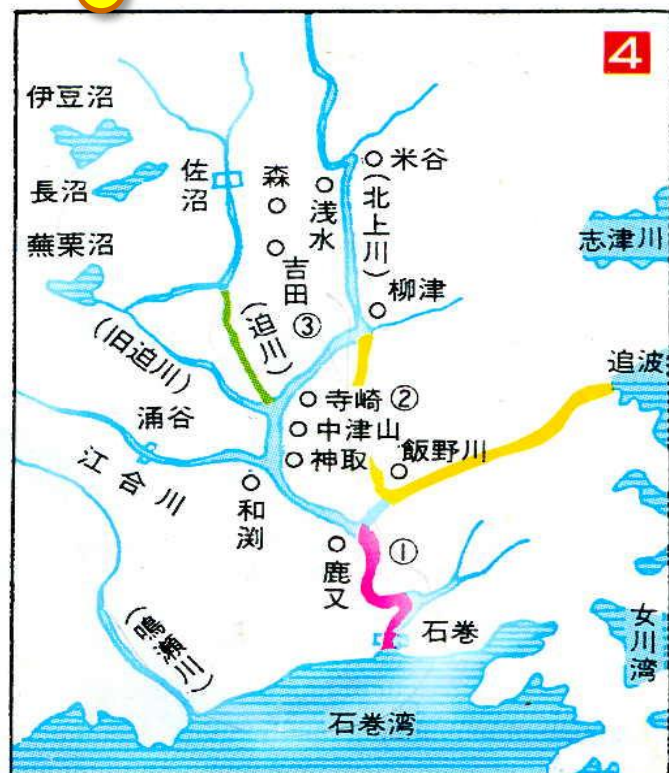 4
伊豆沼
長沼
蕪栗沼
佐沼
森
浅水
米谷
(北上川)
志津川
吉田
(迫川)
③
柳津
(旧迫川)
追波
涌谷
寺崎 ②
中津山
神取
飯野川
江合川
和渕
鹿又
①
石巻
女川湾
(鳴瀬川)
石巻湾